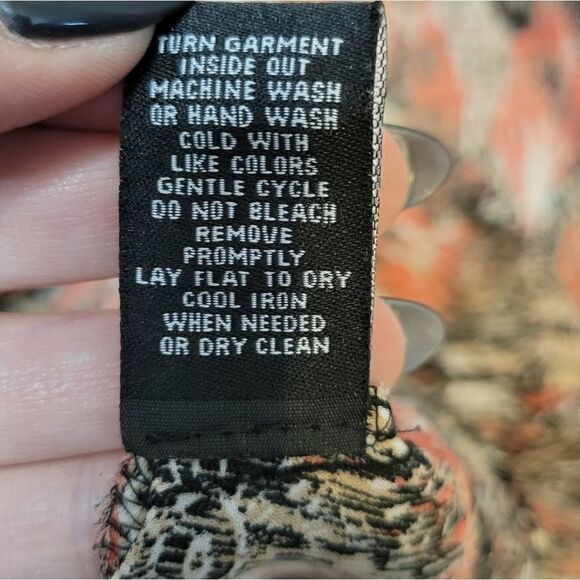 TURN GARMENT
INSIDE OUT
MACHINE WASH
OR HAND WASH
COLD WITH
LIKE COLORS
GENTLE CYCLE
DO NOT BLEACH
REMOVE
PROMPTLY
LAY FLAT TO DRY
COOL IRON
WHEN NEEDED
OR DRY CLEAN